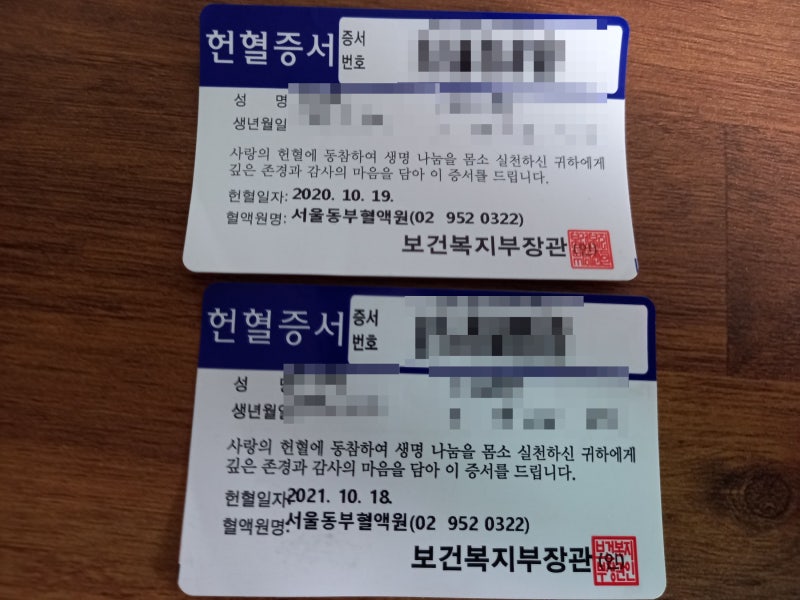 헌혈증서 증서
번호
성 명
생년월일
사랑의 헌혈에 동참하여 생명 나눔을 몸소 실천하신 귀하에게
깊은 존경과 감사의 마음을 담아 이 증서를 드립니다.
헌혈일자: 2020. 10. 19.
혈액원명: 서울동부혈액원(02 952 0322)
보건복지부장관 (인)
헌혈증서 증서
번호
성
생년월일
사랑의 헌혈에 동참하여 생명 나눔을 몸소 실천하신 귀하에게
깊은 존경과 감사의 마음을 담아 이 증서를 드립니다.
헌혈일자: 2021. 10. 18.
혈액원명: 서울동부혈액원(02 952 0322)
보건복지부장관 (인)